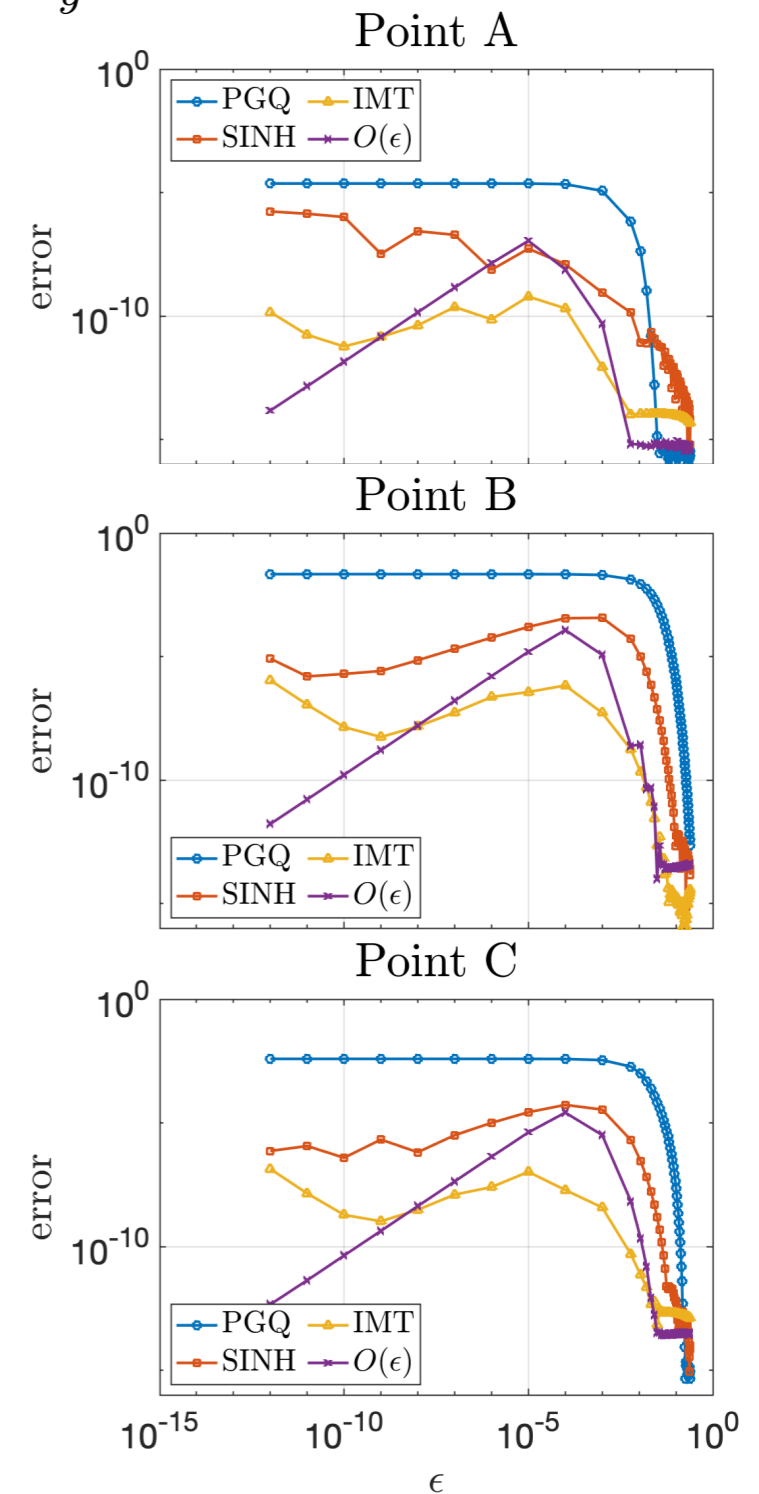 Point A
10^0
PGQ IMT
SINH O(ϵ)
error
10^-10
Point B
10^0
error
10^-10
PGQ IMT
SINH O(ϵ)
Point C
10^0
error
10^-10
PGQ IMT
SINH O(ϵ)
10^-15 10^-10 10^-5 10^0
ϵ